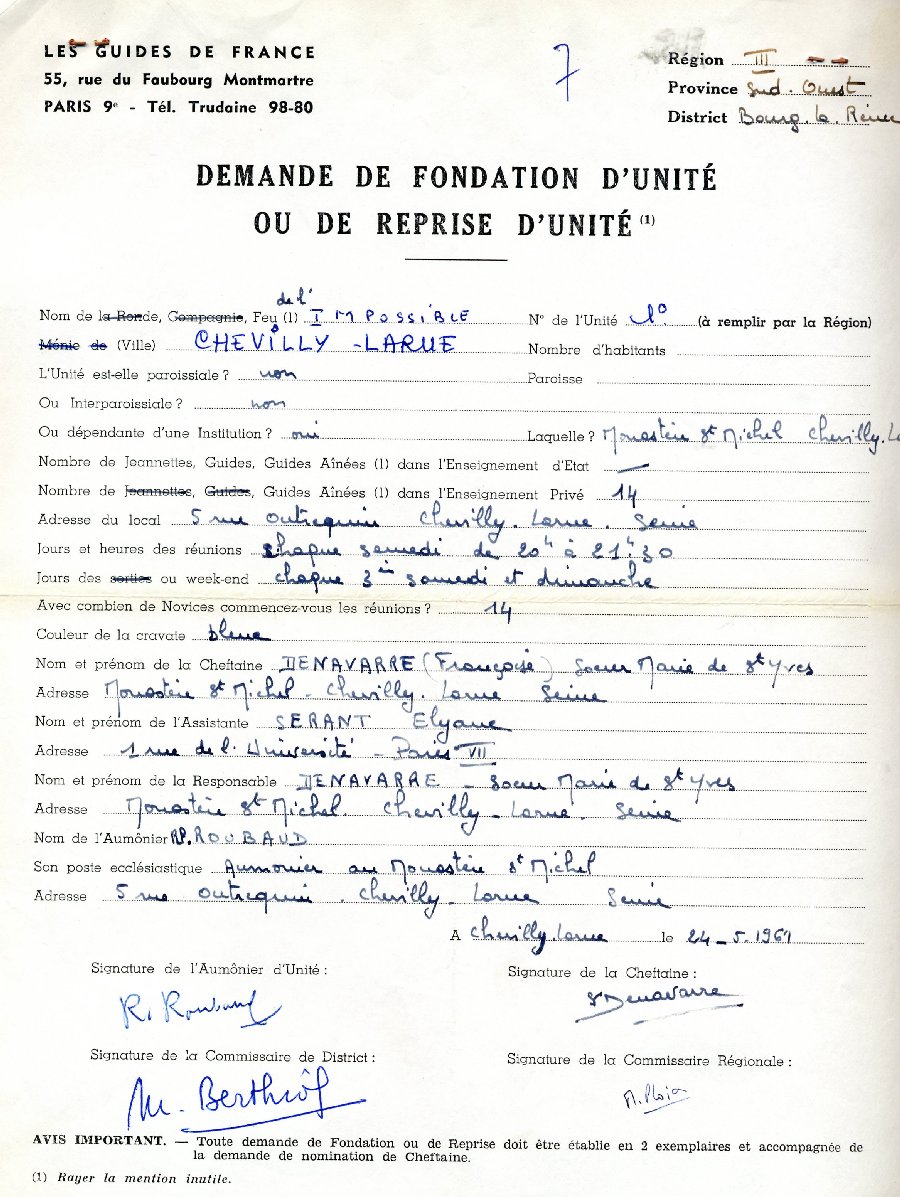 LES GUIDES DE FRANCE
55, rue du Faubourg Montmartre
PARIS 9e - Tél. Trudaine 98-80
7
Région III
Province Sud-Ouest
District Bourg-la-Reine
DEMANDE DE FONDATION D'UNITÉ
OU DE REPRISE D'UNITÉ (1)
de l'
Nom de la Ronde, Compagnie, Feu (1) IMPOSSIBLE N° de l'Unité 1° (à remplir par la Région)
Ménie de (Ville) CHEVILLY-LARUE Nombre d'habitants
L'Unité est-elle paroissiale ? non Paroisse
Ou Interparoissiale ? non
Ou dépendante d'une Institution ? oui Laquelle ? Monastère St Michel Chevilly-La
Nombre de Jeannettes, Guides, Guides Aînées (1) dans l'Enseignement d'Etat —
Nombre de Jeannettes, Guides, Guides Aînées (1) dans l'Enseignement Privé 14
Adresse du local 5 rue Outrequin Chevilly-Larue. Seine
Jours et heures des réunions chaque samedi de 20h à 21h30
Jours des sorties ou week-end chaque 3e samedi et dimanche
Avec combien de Novices commencez-vous les réunions ? 14
Couleur de la cravate bleue
Nom et prénom de la Cheftaine DENAVARRE (Françoise) Soeur Marie de St Yves
Adresse Monastère St Michel - Chevilly-Larue Seine
Nom et prénom de l'Assistante SERANT Elyane
Adresse 1 rue de l'Université - Paris VII
Nom et prénom de la Responsable DENAVARRE - Soeur Marie de St Yves
Adresse Monastère St Michel. Chevilly-Larue. Seine
Nom de l'Aumônier RP. ROUBAUD
Son poste ecclésiastique Aumonier au Monastère St Michel
Adresse 5 rue Outrequin. Chevilly-Larue Seine
A Chevilly-Larue le 24-5-1961
Signature de l'Aumônier d'Unité :
Signature de la Cheftaine :
R. Roubaud
S Denavarre
Signature de la Commissaire de District :
Signature de la Commissaire Régionale :
M. Berthiôf
AVIS IMPORTANT. — Toute demande de Fondation ou de Reprise doit être établie en 2 exemplaires et accompagnée de
la demande de nomination de Cheftaine.
(1) Rayer la mention inutile.